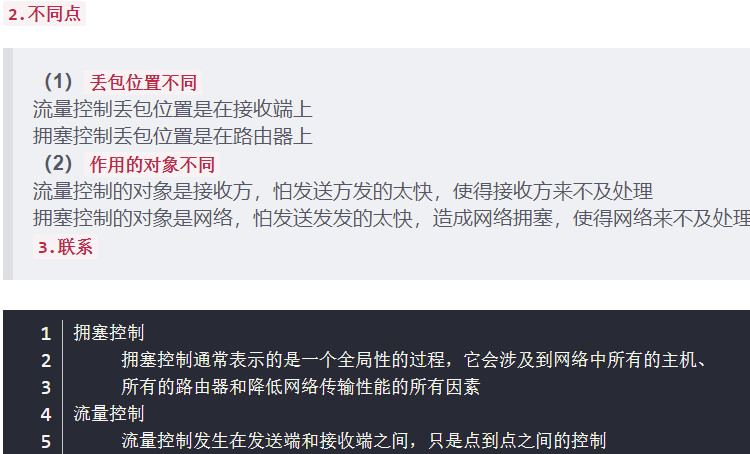 2.不同点
（1） 丢包位置不同
流量控制丢包位置是在接收端上
拥塞控制丢包位置是在路由器上
（2） 作用的对象不同
流量控制的对象是接收方，怕发送方发的太快，使得接收方来不及处理
拥塞控制的对象是网络，怕发送发发的太快，造成网络拥塞，使得网络来不及处理
3.联系
1 拥塞控制
2 拥塞控制通常表示的是一个全局性的过程，它会涉及到网络中所有的主机、
3 所有的路由器和降低网络传输性能的所有因素
4 流量控制
5 流量控制发生在发送端和接收端之间，只是点到点之间的控制